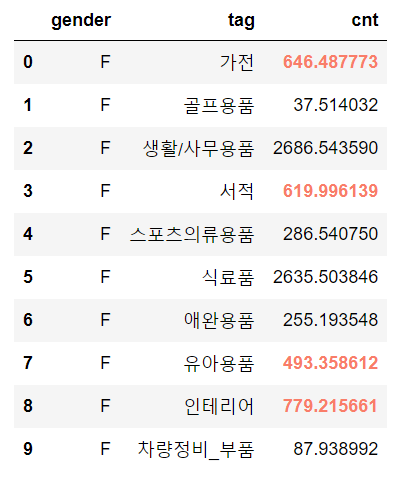 gender tag cnt
0 F 가전 646.487773
1 F 골프용품 37.514032
2 F 생활/사무용품 2686.543590
3 F 서적 619.996139
4 F 스포츠의류용품 286.540750
5 F 식료품 2635.503846
6 F 애완용품 255.193548
7 F 유아용품 493.358612
8 F 인테리어 779.215661
9 F 차량정비_부품 87.938992